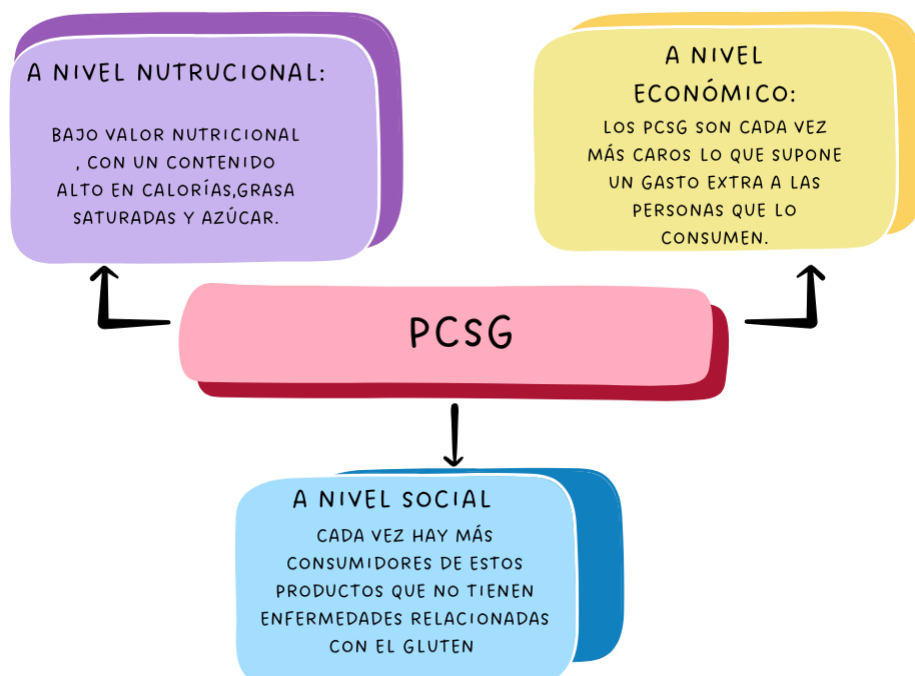 A NIVEL NUTRUCIONAL:
BAJO VALOR NUTRICIONAL
, CON UN CONTENIDO
ALTO EN CALORÍAS,GRASA
SATURADAS Y AZÚCAR.
A NIVEL
ECONÓMICO:
LOS PCSG SON CADA VEZ
MÁS CAROS LO QUE SUPONE
UN GASTO EXTRA A LAS
PERSONAS QUE LO
CONSUMEN.
PCSG
A NIVEL SOCIAL
CADA VEZ HAY MÁS
CONSUMIDORES DE ESTOS
PRODUCTOS QUE NO TIENEN
ENFERMEDADES RELACIONADAS
CON EL GLUTEN